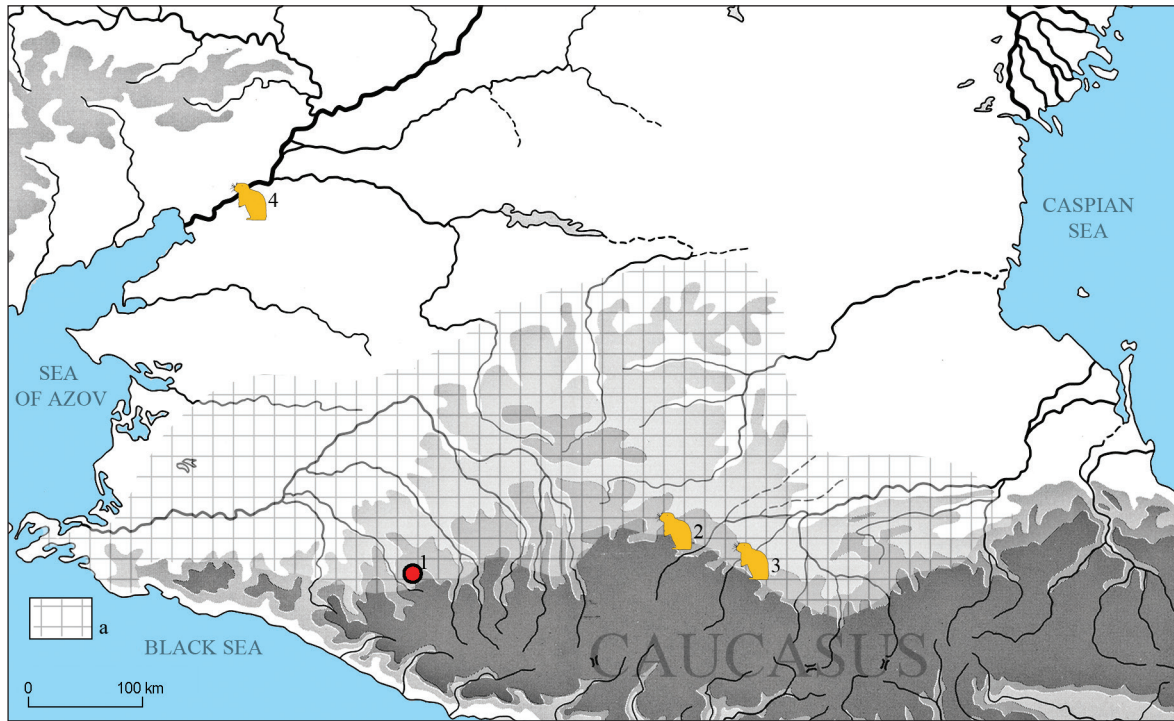 4
CASPIAN
SEA
SEA
OF AZOV
2
1
3
a
CAUCASUS
BLACK SEA
0
100 km